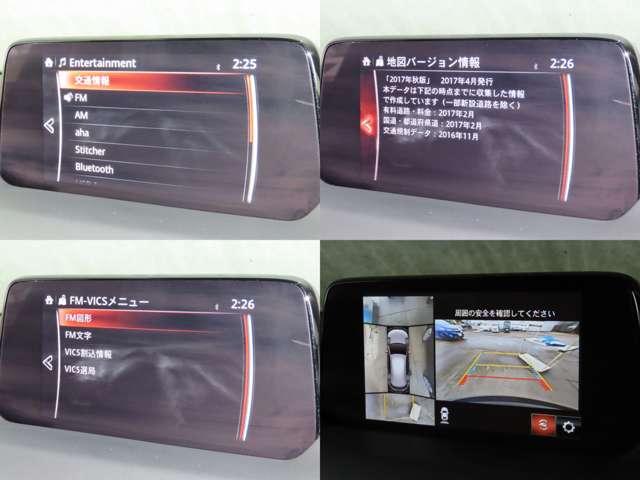 Entertainment
2:25
交通情報
FM
AM
aha
Stitcher
Bluetooth
地図バージョン情報
2:26
「2017年秋版」 2017年4月発行
本データは下記の時点までに収集した情報
で作成しています（一部新設道路を除く）
有料道路・料金：2017年2月
国道・都道府県道：2017年2月
交通規制データ：2016年11月
FM-VICSメニュー
2:26
FM図形
FM文字
VICS割込情報
VICS選局
周囲の安全を確認してください